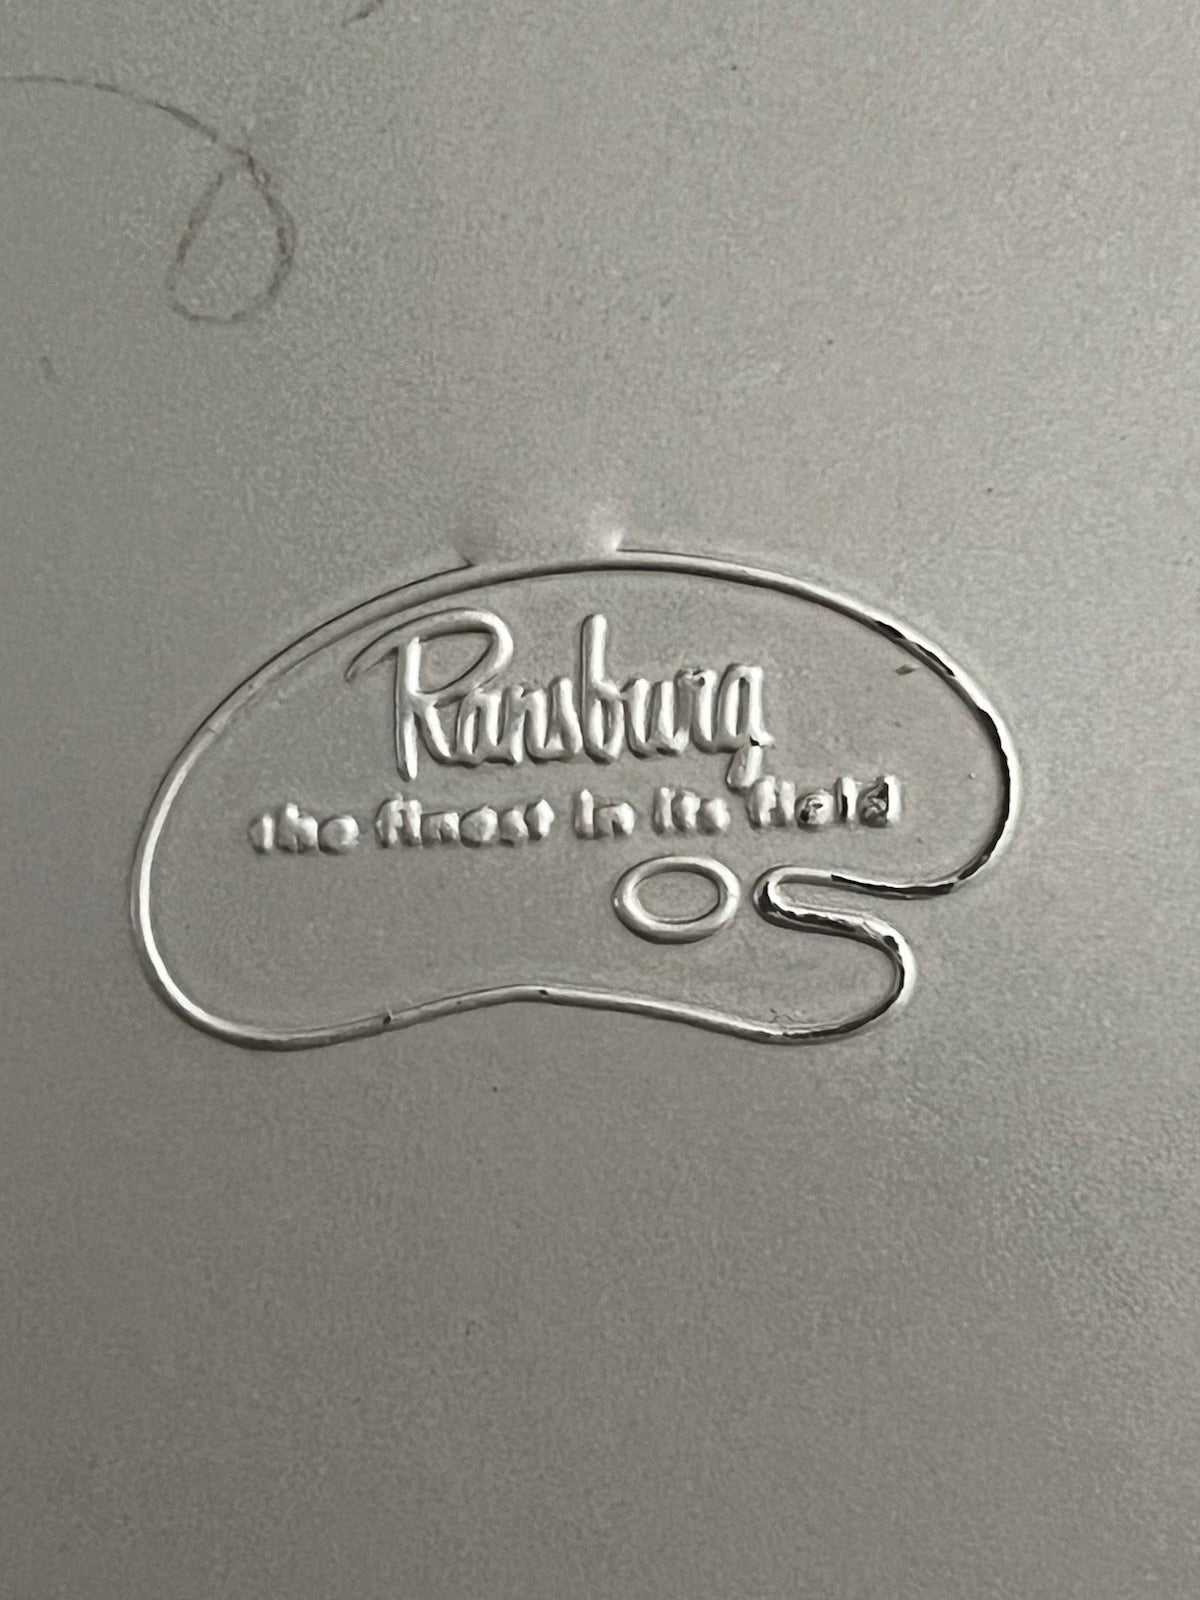 Ransburg
the finest in its field